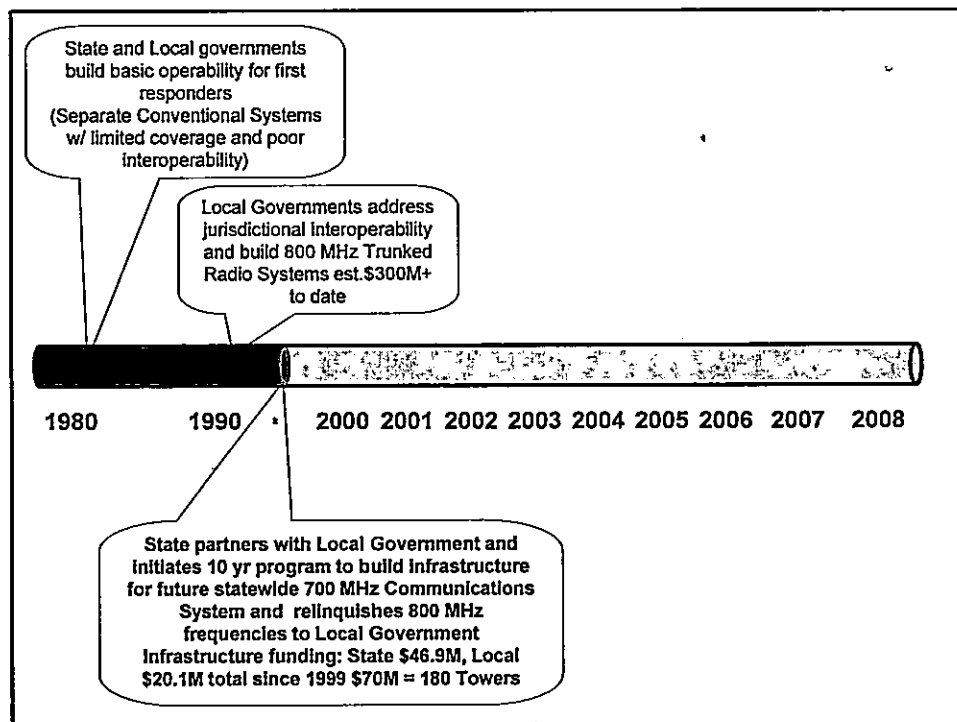 State and Local governments
build basic operability for first
responders
(Separate Conventional Systems
w/ limited coverage and poor
interoperability)
Local Governments address
jurisdictional interoperability
and build 800 MHz Trunked
Radio Systems est.$300M+
to date
1980 1990 * 2000 2001 2002 2003 2004 2005 2006 2007 2008
State partners with Local Government and
initiates 10 yr program to build infrastructure
for future statewide 700 MHz Communications
System and relinquishes 800 MHz
frequencies to Local Government
Infrastructure funding: State $46.9M, Local
$20.1M total since 1999 $70M = 180 Towers